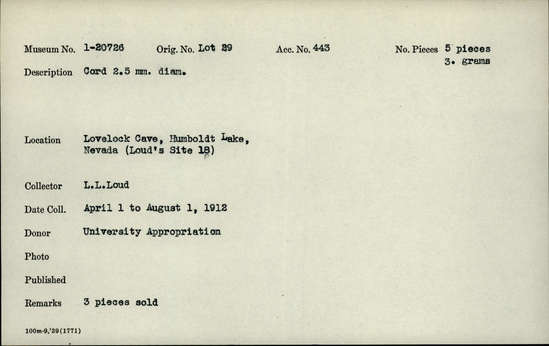 Museum No. 1-20726 Orig. No. Lot 29 Acc. No. 443 No. Pieces 5 pieces
3. grams
Description Cord 2.5 mm. diam.
Location Lovelock Cave, Humboldt Lake,
Nevada (Loud's Site 18)
Collector L.L.Loud
Date Coll. April 1 to August 1, 1912
Donor University Appropriation
Photo
Published
Remarks 3 pieces sold
100m-9,'39(1771)